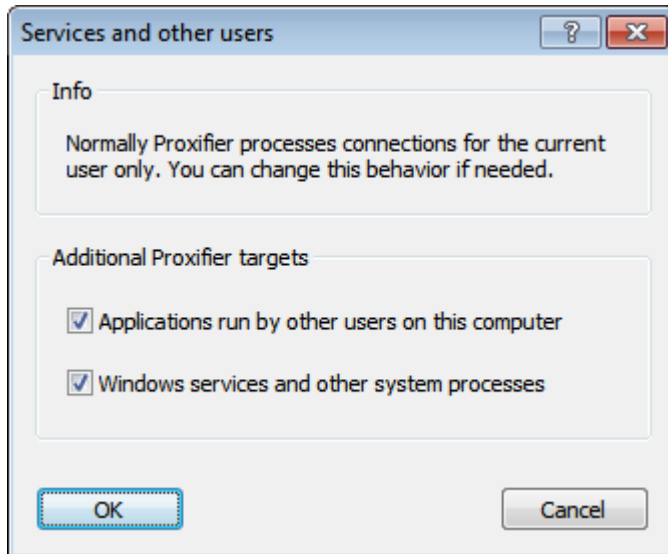 Services and other users
?
Info
Normally Proxifier processes connections for the current
user only. You can change this behavior if needed.
Additional Proxifier targets
Applications run by other users on this computer
Windows services and other system processes
OK
Cancel